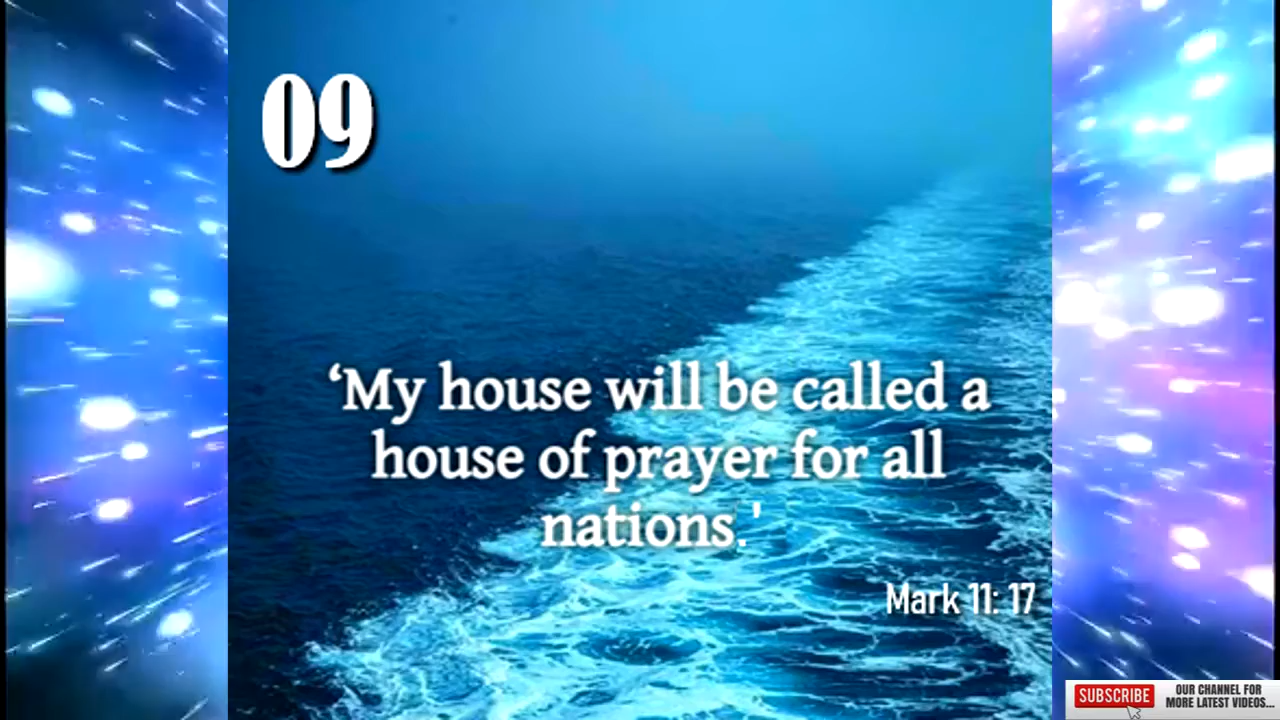 09
‘My house will be called a
house of prayer for all
nations.'
Mark 11: 17
SUBSCRIBE
OUR CHANNEL FOR
MORE LATEST VIDEOS...